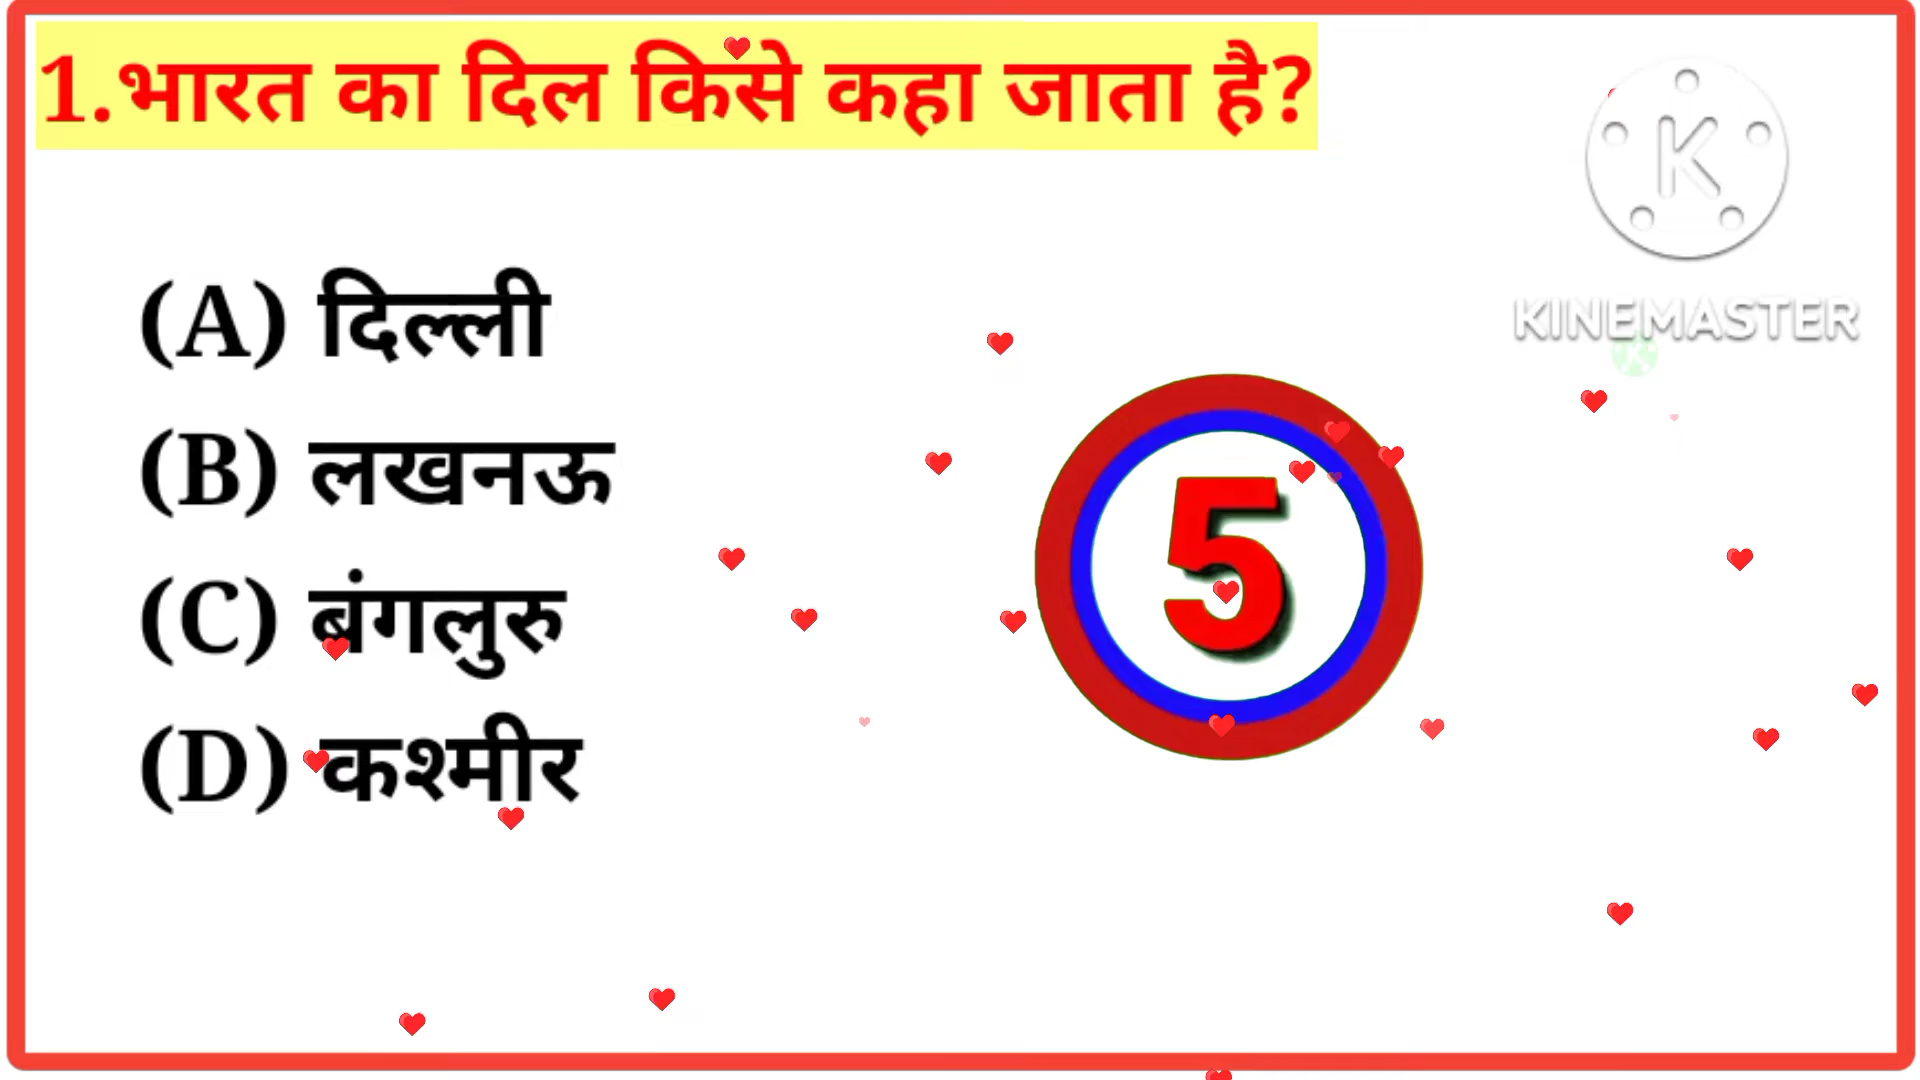 1.भारत का दिल किसे कहा जाता है?
(A) दिल्ली
(B) लखनऊ
(C) बंगलुरु
(D) कश्मीर
5
K
KINEMASTER